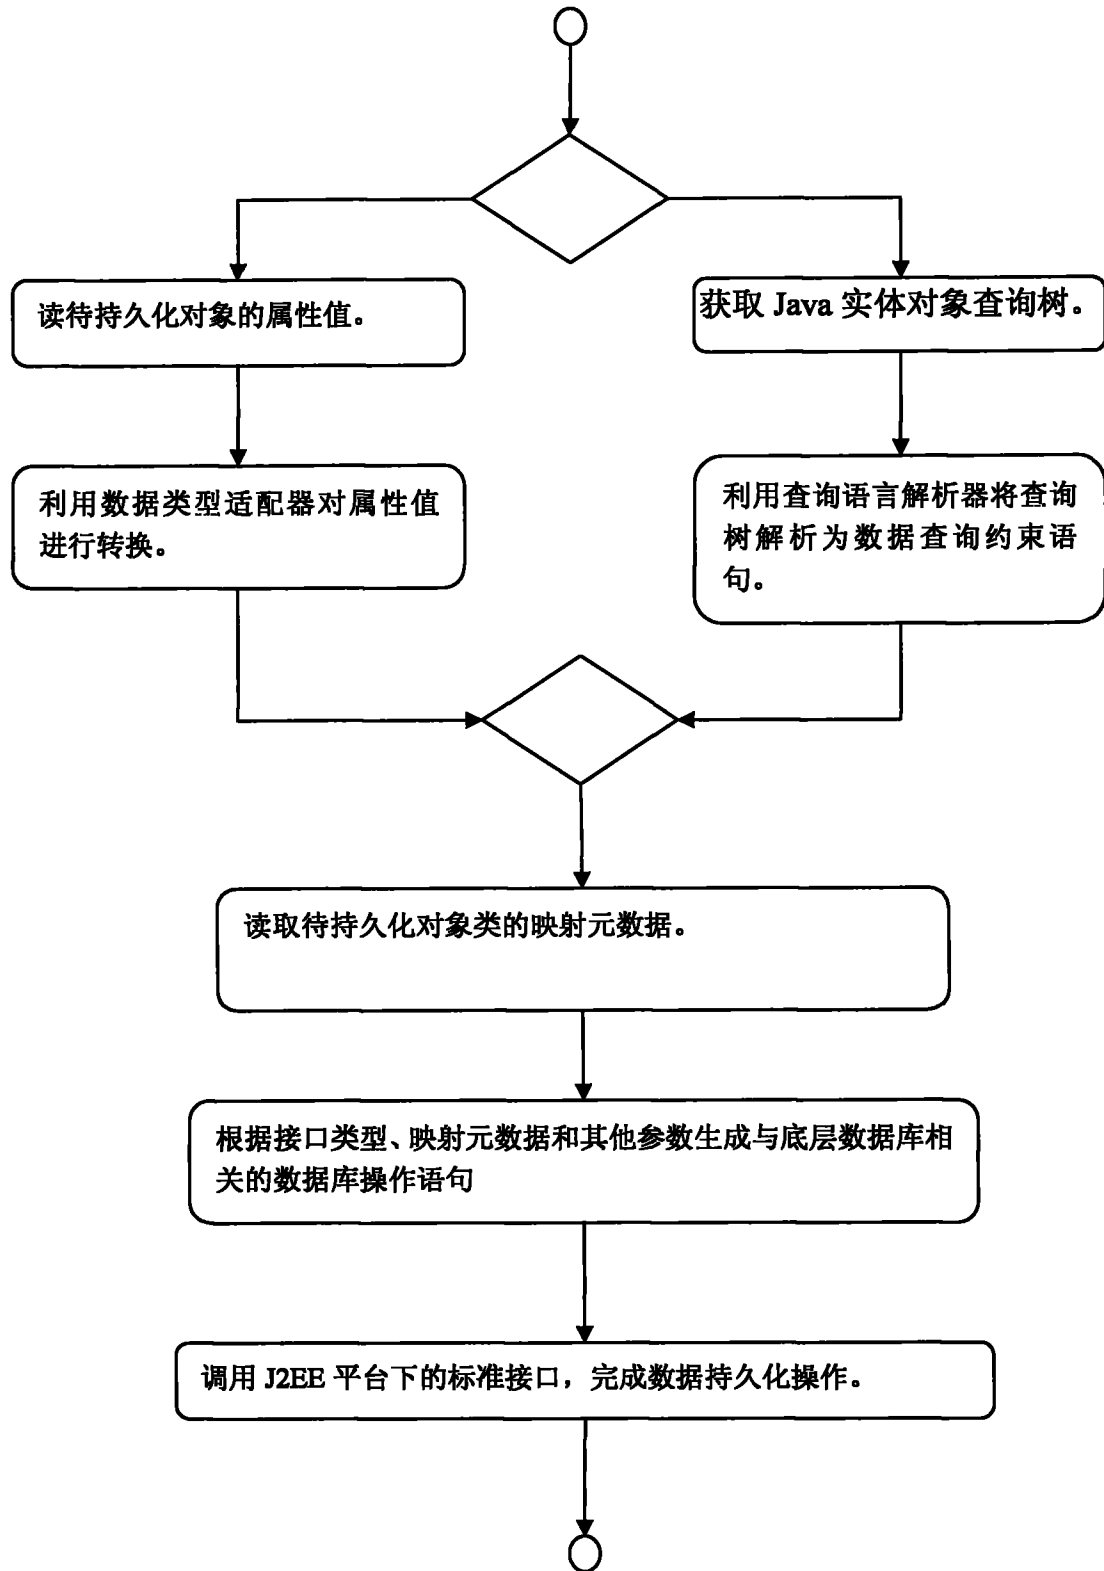 读待持久化对象的属性值。
获取 Java 实体对象查询树。
利用数据类型适配器对属性值
进行转换。
利用查询语言解析器将查询
树解析为数据查询约束语
句。
读取待持久化对象类的映射元数据。
根据接口类型、映射元数据和其他参数生成与底层数据库相
关的数据库操作语句
调用 J2EE 平台下的标准接口，完成数据持久化操作。